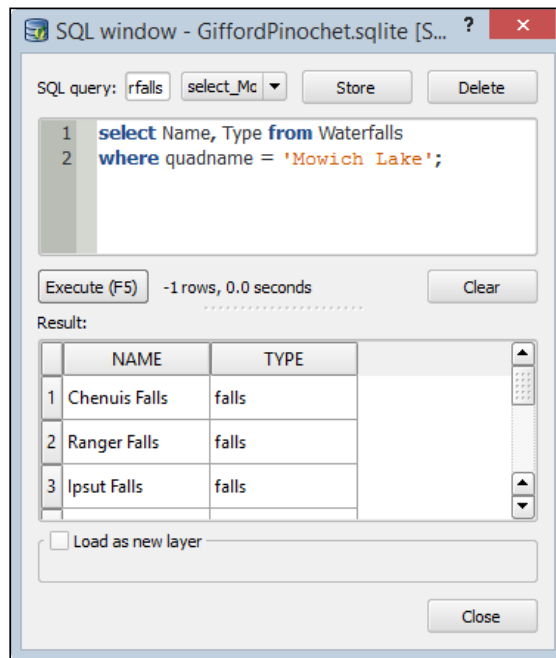 SQL window - GiffordPinochet.sqlite [S... ? ×
SQL query: rfalls select_Mc Store Delete
1 select Name, Type from Waterfalls
2 where quadname = 'Mowich Lake';
Execute (F5) -1 rows, 0.0 seconds Clear
Result:
NAME TYPE
1 Chenuis Falls falls
2 Ranger Falls falls
3 Ipsut Falls falls
Load as new layer
Close